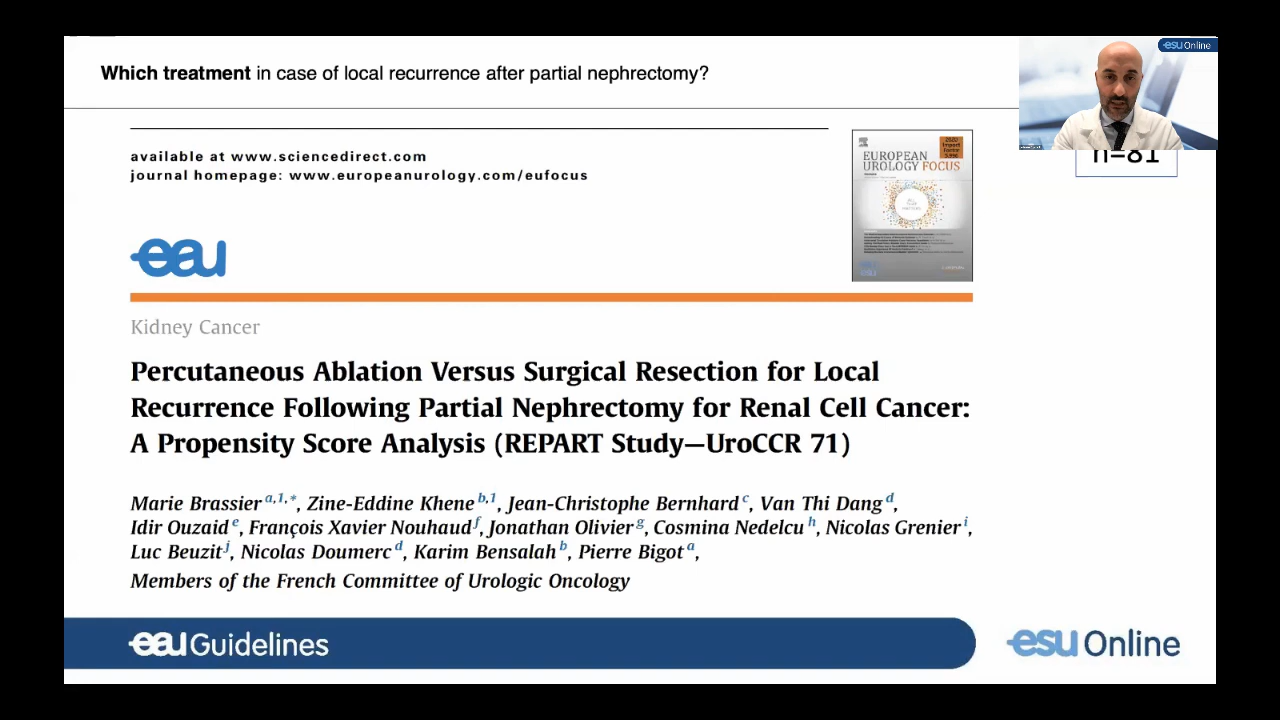 Which treatment in case of local recurrence after partial nephrectomy?
esu Online
n=81
available at www.sciencedirect.com
journal homepage: www.europeanurology.com/eufocus
EUROPEAN
UROLOGY FOCUS
eau
Kidney Cancer
Percutaneous Ablation Versus Surgical Resection for Local
Recurrence Following Partial Nephrectomy for Renal Cell Cancer:
A Propensity Score Analysis (REPART Study—UroCCR 71)
Marie Brassier a,1,*, Zine-Eddine Khene b,1, Jean-Christophe Bernhard c, Van Thi Dang d,
Idir Ouzaid e, François Xavier Nouhaud f, Jonathan Olivier g, Cosmina Nedelcu h, Nicolas Grenier i,
Luc Beuzit j, Nicolas Doumerc d, Karim Bensalah b, Pierre Bigot a,
Members of the French Committee of Urologic Oncology
eau Guidelines
esu Online